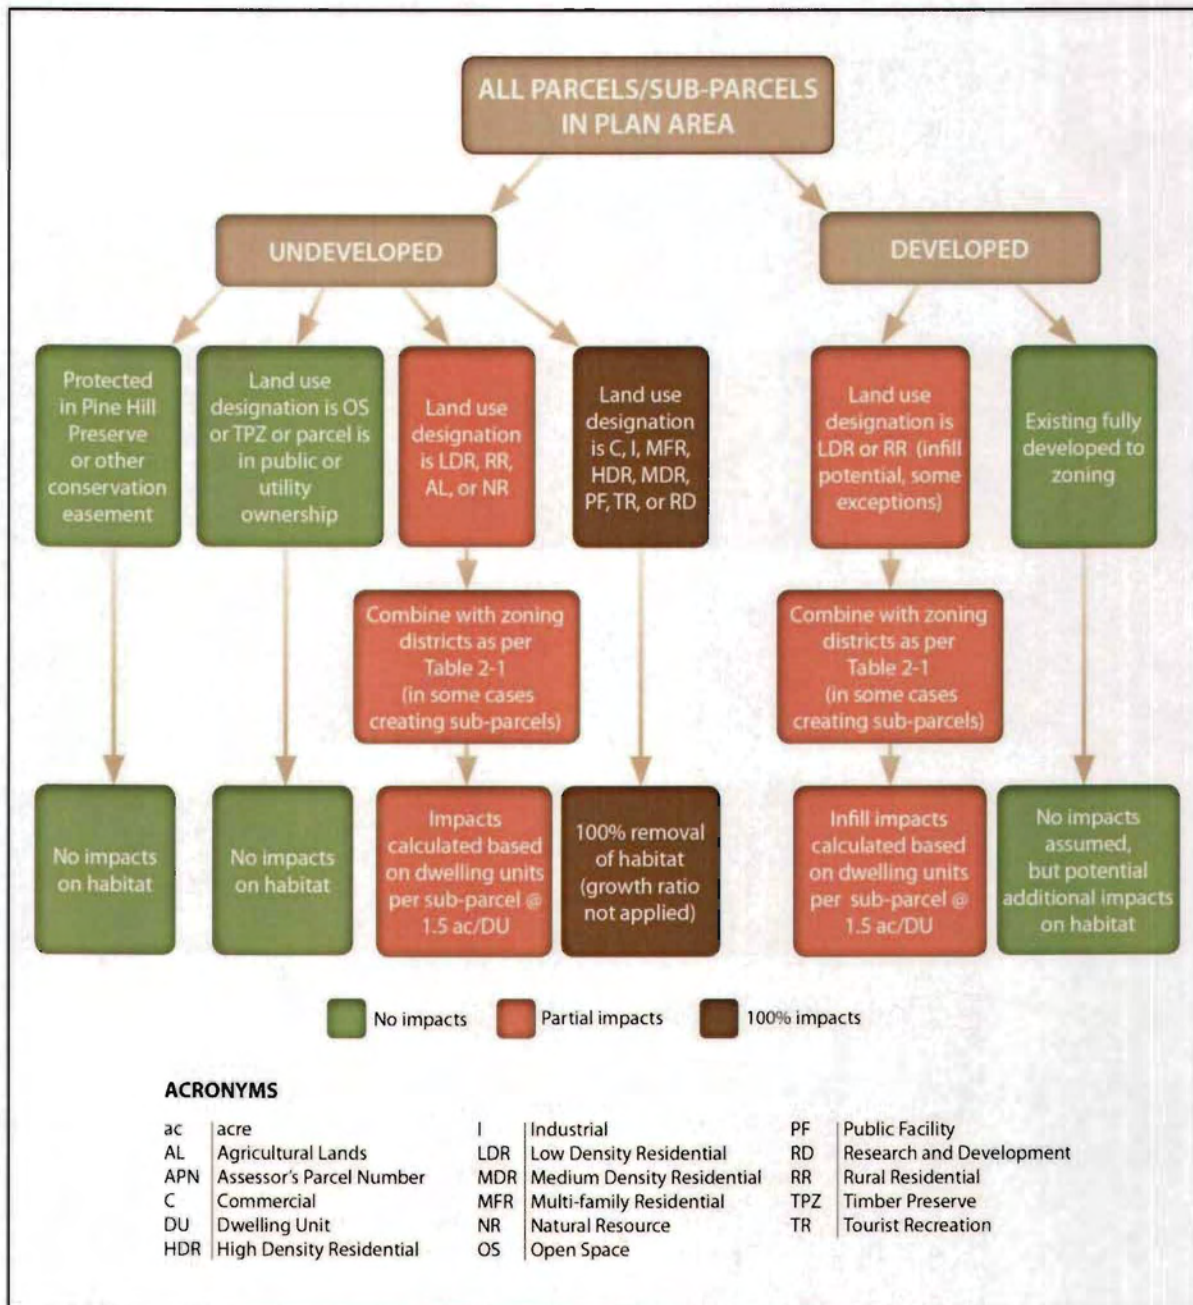 ALL PARCELS/SUB-PARCELS
IN PLAN AREA
UNDEVELOPED
DEVELOPED
Protected
in Pine Hill
Preserve
or other
conservation
easement
Land use
designation is OS
or TPZ or parcel is
in public or
utility
ownership
Land use
designation
is LDR, RR,
AL, or NR
Land use
designation
is C, I, MFR,
HDR, MDR,
PF, TR, or RD
Land use
designation is
LDR or RR (infill
potential, some
exceptions)
Existing fully
developed to
zoning
Combine with zoning
districts as per
Table 2-1
(in some cases
creating sub-parcels)
Combine with zoning
districts as per
Table 2-1
(in some cases
creating sub-parcels)
No impacts
on habitat
No impacts
on habitat
Impacts
calculated based
on dwelling units
per sub-parcel @
1.5 ac/DU
100% removal
of habitat
(growth ratio
not applied)
Infill impacts
calculated based
on dwelling units
per sub-parcel @
1.5 ac/DU
No impacts
assumed,
but potential
additional impacts
on habitat
No impacts
Partial impacts
100% impacts
ACRONYMS
ac acre
AL Agricultural Lands
APN Assessor's Parcel Number
C Commercial
DU Dwelling Unit
HDR High Density Residential
I Industrial
LDR Low Density Residential
MDR Medium Density Residential
MFR Multi-family Residential
NR Natural Resource
OS Open Space
PF Public Facility
RD Research and Development
RR Rural Residential
TPZ Timber Preserve
TR Tourist Recreation